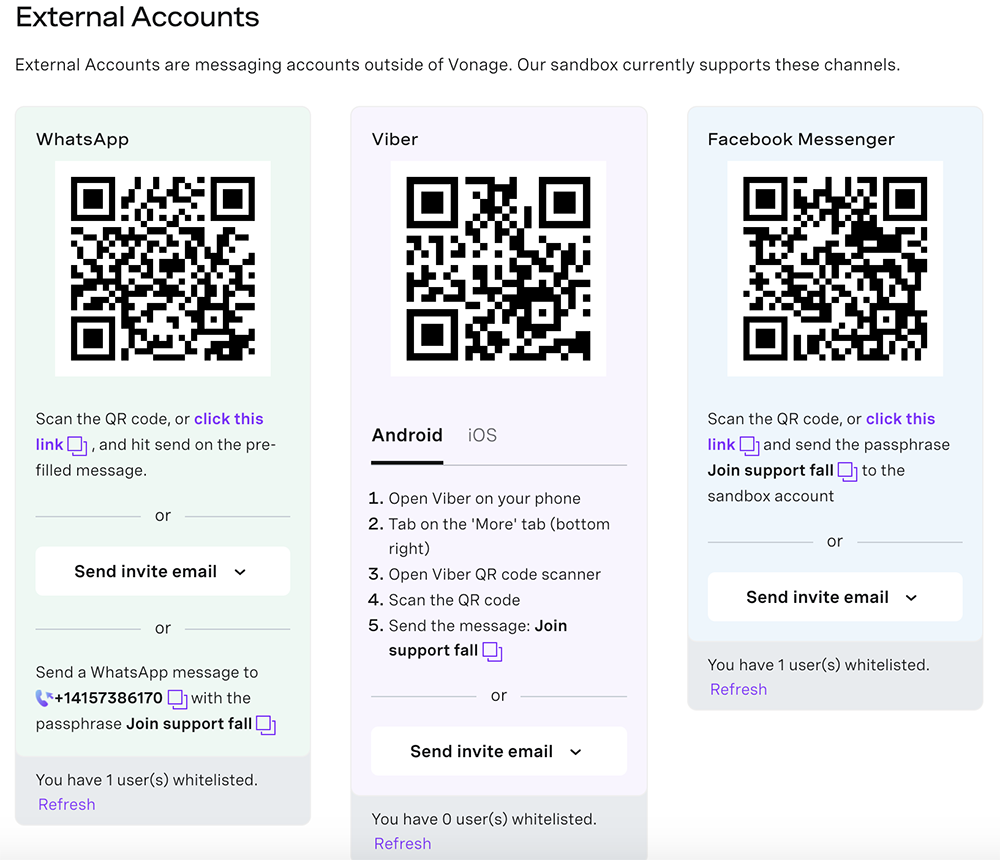 External Accounts
External Accounts are messaging accounts outside of Vonage. Our sandbox currently supports these channels.
WhatsApp
Scan the QR code, or click this
link , and hit send on the pre-
filled message.
or
Send invite email
or
Send a WhatsApp message to
+14157386170 with the
passphrase Join support fall
You have 1 user(s) whitelisted.
Refresh
Viber
Android iOS
1. Open Viber on your phone
2. Tab on the 'More' tab (bottom
right)
3. Open Viber QR code scanner
4. Scan the QR code
5. Send the message: Join
support fall
or
Send invite email
You have 0 user(s) whitelisted.
Refresh
Facebook Messenger
Scan the QR code, or click this
link and send the passphrase
Join support fall to the
sandbox account
or
Send invite email
You have 1 user(s) whitelisted.
Refresh